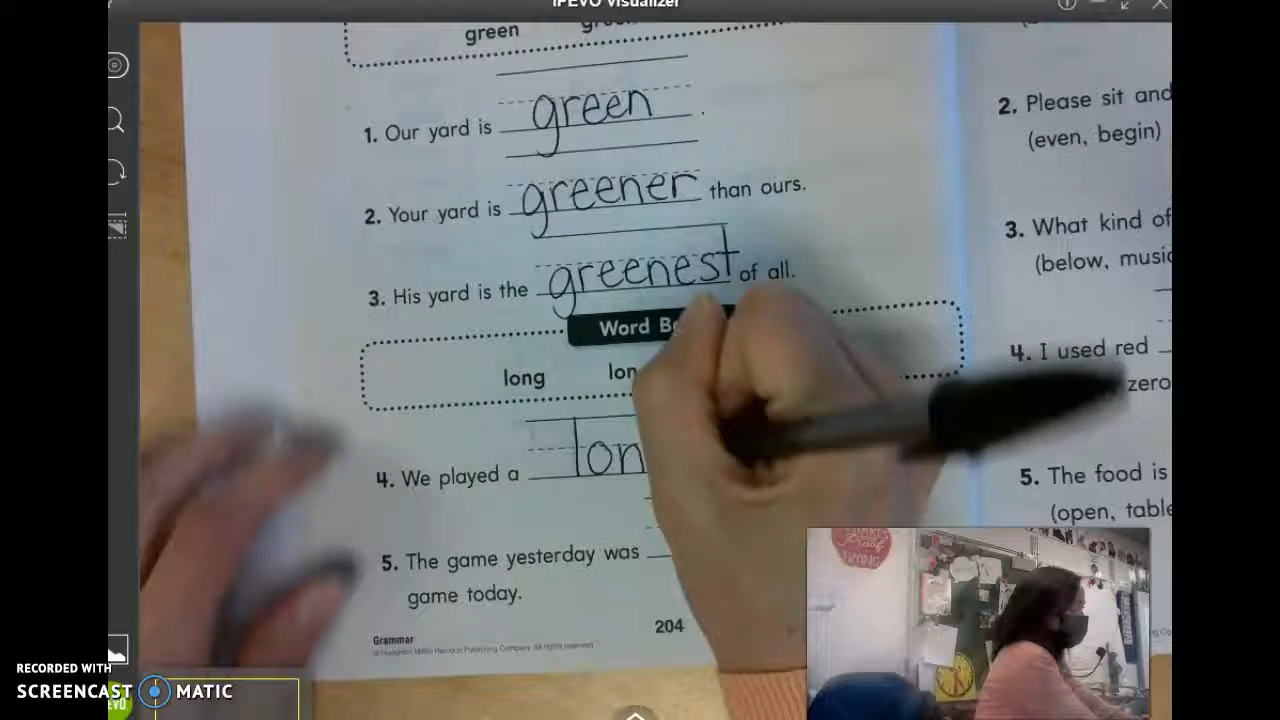 IPEVO Visualizer
green
1. Our yard is green.
2. Your yard is greener than ours.
3. His yard is the greenest of all.
Word
long
4. We played a lon
5. The game yesterday was
game today.
Grammar
204
2. Please sit and
(even, begin)
3. What kind of
(below,
4. I used red
zero
5. The food is
(open,
RECORDED WITH
SCREENCAST MATIC